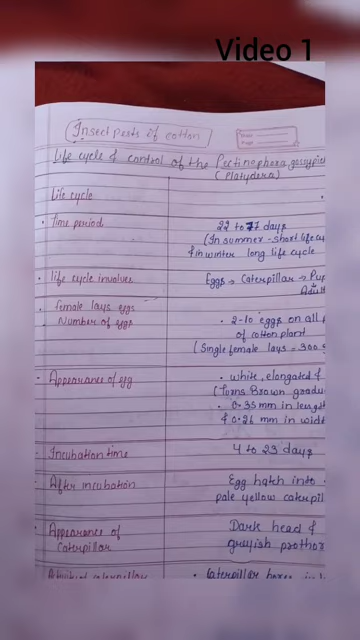 Video 1
Insect pests of cotton
Date
Page
Life cycle & control of the Pectinophora gossypie
(Platydera)
Life cycle
• Time period
22 to 77 days
(In summer - short life cy
& in winter long life cycle
• Life cycle involves
Eggs → Caterpillar → Pup
Adult
• female lays eggs
Number of eggs
• 2-10 eggs on all
of cotton plant
(Single female lays = 300
• Appearance of egg
• white, elongated &
(Turns Brown gradu
• 0.35 mm in length
& 0.26 mm in width
• Incubation time
4 to 23 days
• After incubation
Egg hatch into
pale yellow caterpil
• Appearance of
Caterpillar
Dark head &
greyish prothor
caterpillar
• Caterpillar bores